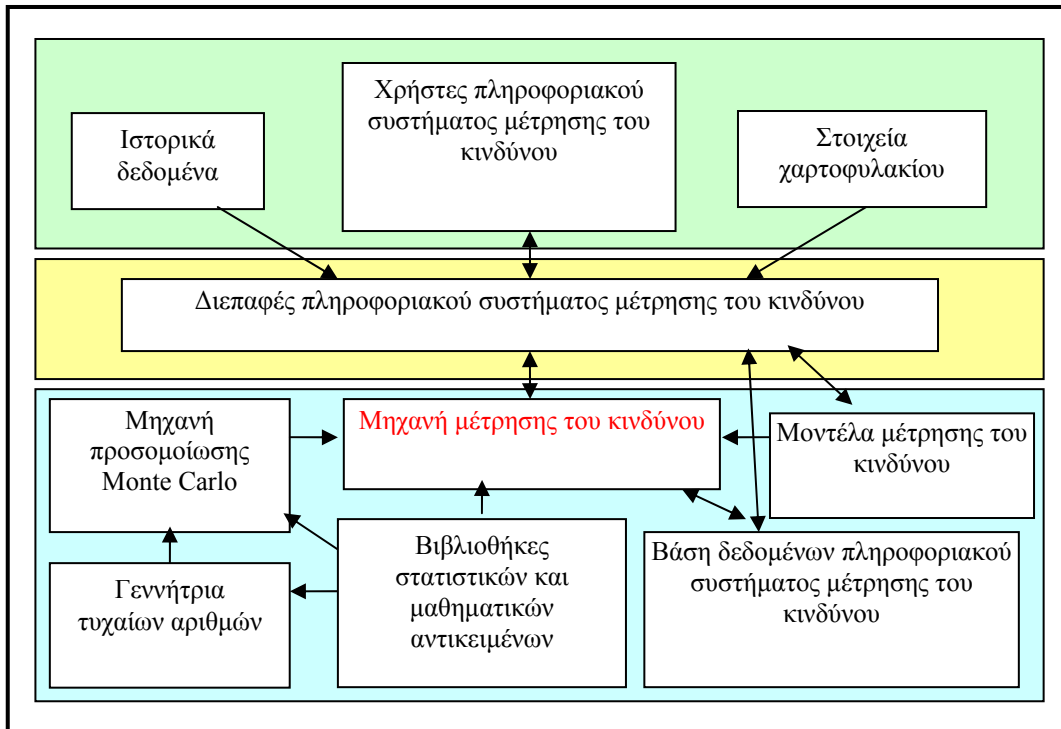 Χρήστες πληροφοριακού
συστήματος μέτρησης του
κινδύνου
Ιστορικά
δεδομένα
Στοιχεία
χαρτοφυλακίου
Διεπαφές πληροφοριακού συστήματος μέτρησης του κινδύνου
Μηχανή
προσομοίωσης
Monte Carlo
Μηχανή μέτρησης του κινδύνου
Μοντέλα μέτρησης του
κινδύνου
Γεννήτρια
τυχαίων αριθμών
Βιβλιοθήκες
στατιστικών και
μαθηματικών
αντικειμένων
Βάση δεδομένων πληροφοριακού
συστήματος μέτρησης του
κινδύνου